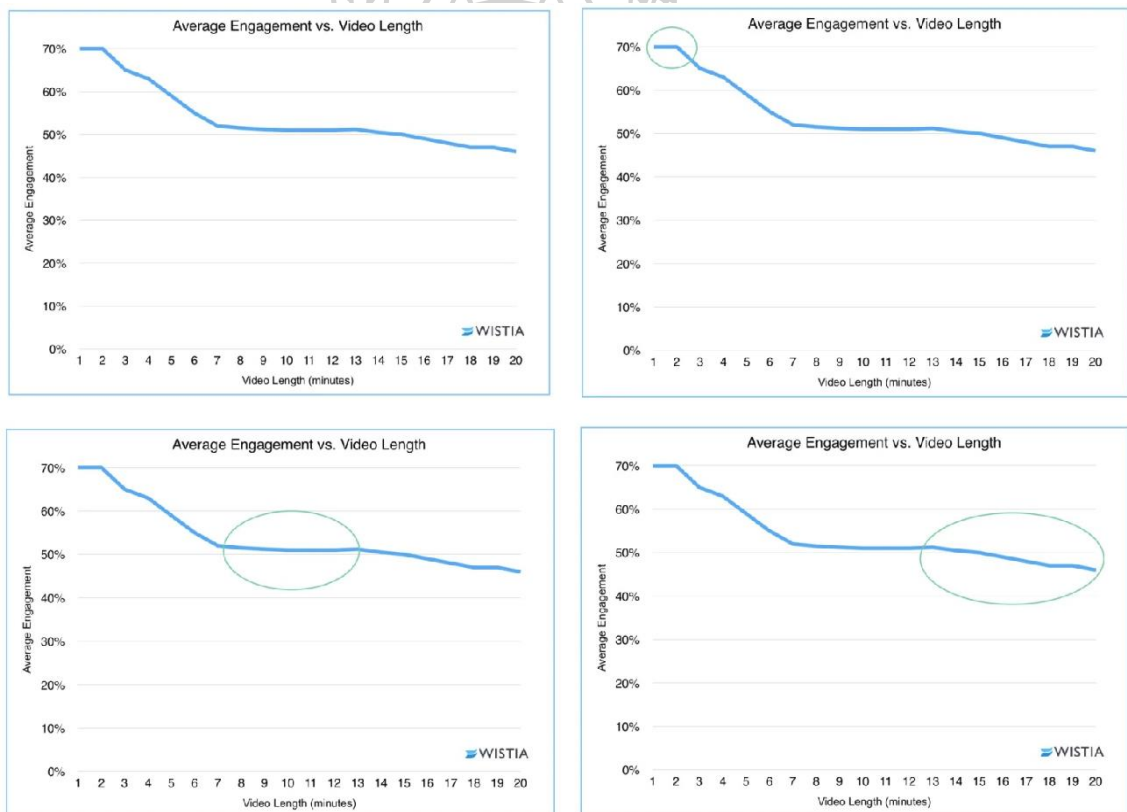 Average Engagement vs. Video Length
70%
60%
50%
40%
30%
20%
10%
0%
Average Engagement
WISTIA
1 2 3 4 5 6 7 8 9 10 11 12 13 14 15 16 17 18 19 20
Video Length (minutes)
Average Engagement vs. Video Length
70%
60%
50%
40%
30%
20%
10%
0%
Average Engagement
WISTIA
1 2 3 4 5 6 7 8 9 10 11 12 13 14 15 16 17 18 19 20
Video Length (minutes)
Average Engagement vs. Video Length
70%
60%
50%
40%
30%
20%
10%
0%
Average Engagement
WISTIA
1 2 3 4 5 6 7 8 9 10 11 12 13 14 15 16 17 18 19 20
Video Length (minutes)
Average Engagement vs. Video Length
70%
60%
50%
40%
30%
20%
10%
0%
Average Engagement
WISTIA
1 2 3 4 5 6 7 8 9 10 11 12 13 14 15 16 17 18 19 20
Video Length (minutes)